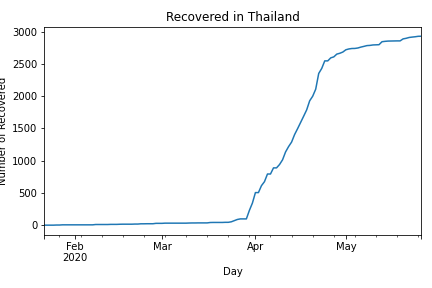 Recovered in Thailand
Number of Recovered
3000
2500
2000
1500
1000
500
0
Feb
2020
Mar
Apr
May
Day